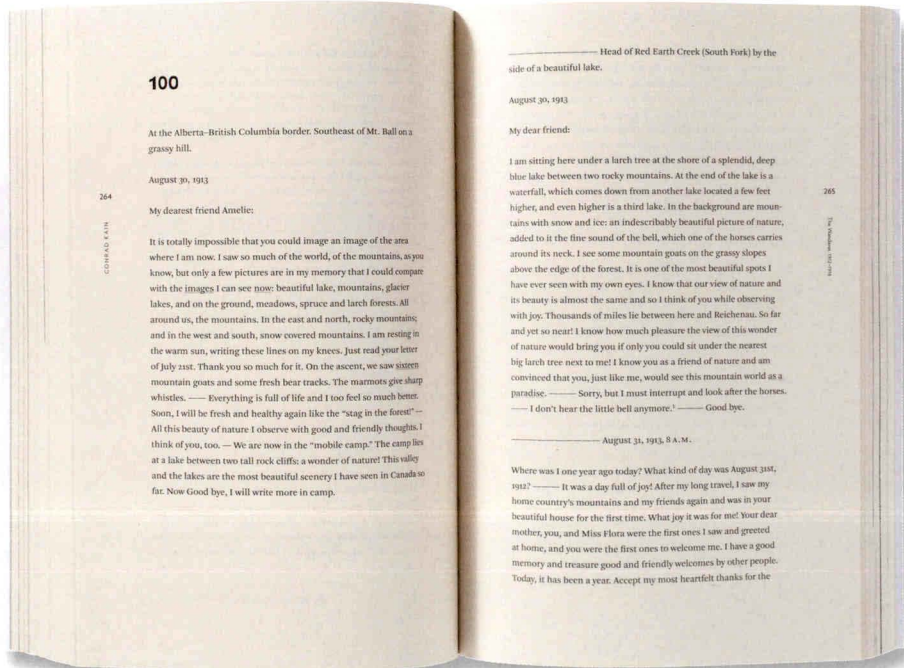 100
At the Alberta–British Columbia border. Southeast of Mt. Ball on a
grassy hill.
August 30, 1913
264
My dearest friend Amelie:
CONRAD KAIN
It is totally impossible that you could image an image of the area
where I am now. I saw so much of the world, of the mountains, as you
know, but only a few pictures are in my memory that I could compare
with the images I can see now: beautiful lake, mountains, glacier
lakes, and on the ground, meadows, spruce and larch forests. All
around us, the mountains. In the east and north, rocky mountains;
and in the west and south, snow covered mountains. I am resting in
the warm sun, writing these lines on my knees. Just read your letter
of July 21st. Thank you so much for it. On the ascent, we saw sixteen
mountain goats and some fresh bear tracks. The marmots give sharp
whistles. —— Everything is full of life and I too feel so much better.
Soon, I will be fresh and healthy again like the “stag in the forest!” —
All this beauty of nature I observe with good and friendly thoughts. I
think of you, too. — We are now in the “mobile camp.” The camp lies
at a lake between two tall rock cliffs: a wonder of nature! This valley
and the lakes are the most beautiful scenery I have seen in Canada so
far. Now Good bye, I will write more in camp.
———————— Head of Red Earth Creek (South Fork) by the
side of a beautiful lake.
August 30, 1913
My dear friend:
I am sitting here under a larch tree at the shore of a splendid, deep
blue lake between two rocky mountains. At the end of the lake is a
waterfall, which comes down from another lake located a few feet
265
higher, and even higher is a third lake. In the background are moun-
tains with snow and ice: an indescribably beautiful picture of nature,
added to it the fine sound of the bell, which one of the horses carries
around its neck. I see some mountain goats on the grassy slopes
above the edge of the forest. It is one of the most beautiful spots I
have ever seen with my own eyes. I know that our view of nature and
its beauty is almost the same and so I think of you while observing
with joy. Thousands of miles lie between here and Reichenau. So far
and yet so near! I know how much pleasure the view of this wonder
of nature would bring you if only you could sit under the nearest
big larch tree next to me! I know you as a friend of nature and am
convinced that you, just like me, would see this mountain world as a
paradise. ——— Sorry, but I must interrupt and look after the horses.
—— I don’t hear the little bell anymore.¹ ——— Good bye.
———————— August 31, 1913, 8 A.M.
Where was I one year ago today? What kind of day was August 31st,
1912? ——— It was a day full of joy! After my long travel, I saw my
home country’s mountains and my friends again and was in your
beautiful house for the first time. What joy it was for me! Your dear
mother, you, and Miss Flora were the first ones I saw and greeted
at home, and you were the first ones to welcome me. I have a good
memory and treasure good and friendly welcomes by other people.
Today, it has been a year. Accept my most heartfelt thanks for the